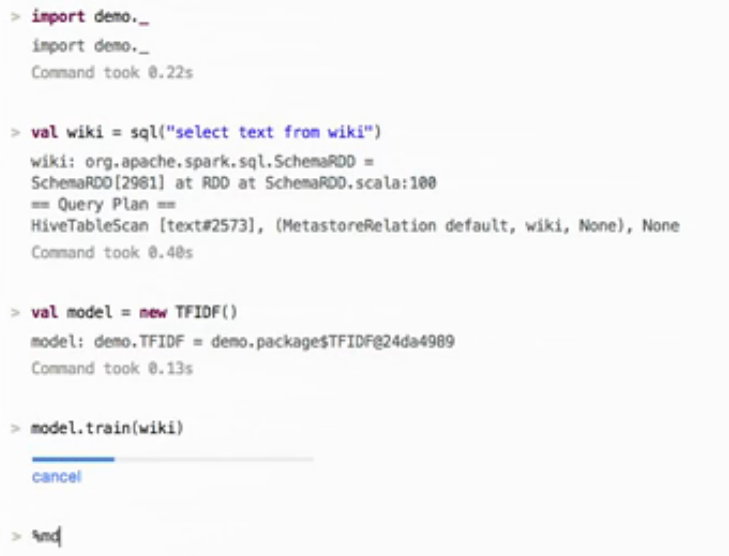 > import demo._
import demo._
Command took 0.22s
> val wiki = sql("select text from wiki")
wiki: org.apache.spark.sql.SchemaRDD =
SchemaRDD[2981] at RDD at SchemaRDD.scala:100
== Query Plan ==
HiveTableScan [text#2573], (MetastoreRelation default, wiki, None), None
Command took 0.40s
> val model = new TFIDF()
model: demo.TFIDF = demo.package$TFIDF@24da4989
Command took 0.13s
> model.train(wiki)
cancel
> %md